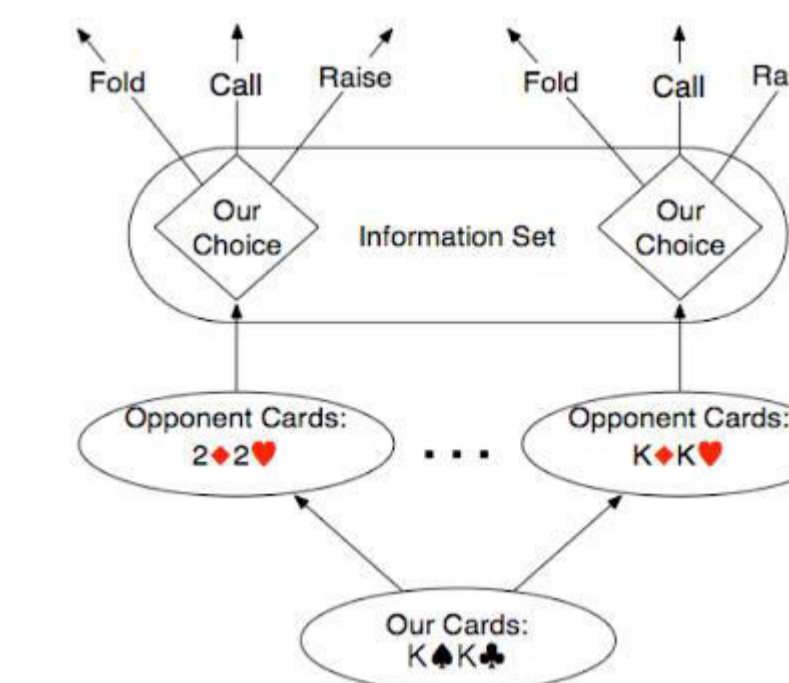 Fold Call Raise Fold Call Ra
Our
Choice
Information Set
Our
Choice
Opponent Cards:
2♦2♥
...
Opponent Cards:
K♦K♥
Our Cards:
K♠K♣